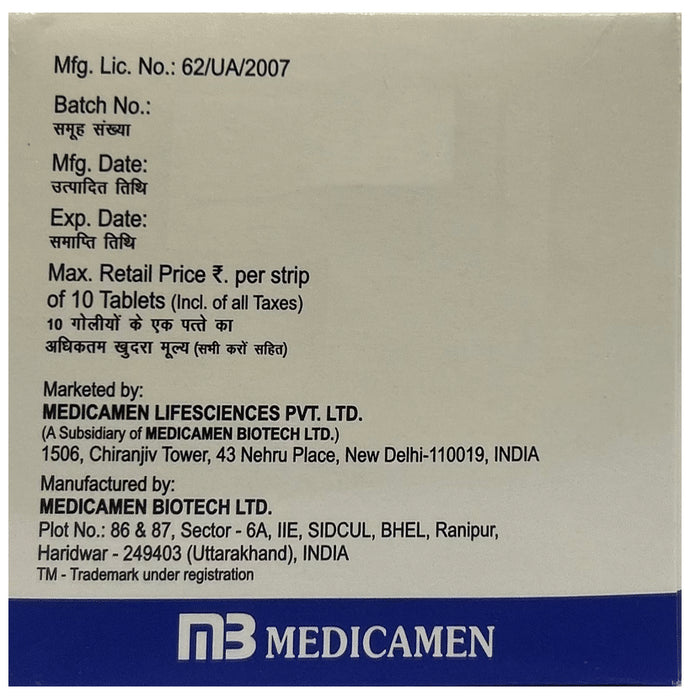 Mfg. Lic. No.: 62/UA/2007
Batch No.:
समूह संख्या
Mfg. Date:
उत्पादित तिथि
Exp. Date:
समाप्ति तिथि
Max. Retail Price ₹. per strip
of 10 Tablets (Incl. of all Taxes)
10 गोलीयों के एक पत्ते का
अधिकतम खुदरा मूल्य (सभी करों सहित)
Marketed by:
MEDICAMEN LIFESCIENCES PVT. LTD.
(A Subsidiary of MEDICAMEN BIOTECH LTD.)
1506, Chiranjiv Tower, 43 Nehru Place, New Delhi-110019, INDIA
Manufactured by:
MEDICAMEN BIOTECH LTD.
Plot No.: 86 & 87, Sector - 6A, IIE, SIDCUL, BHEL, Ranipur,
Haridwar - 249403 (Uttarakhand), INDIA
TM - Trademark under registration
MB MEDICAMEN